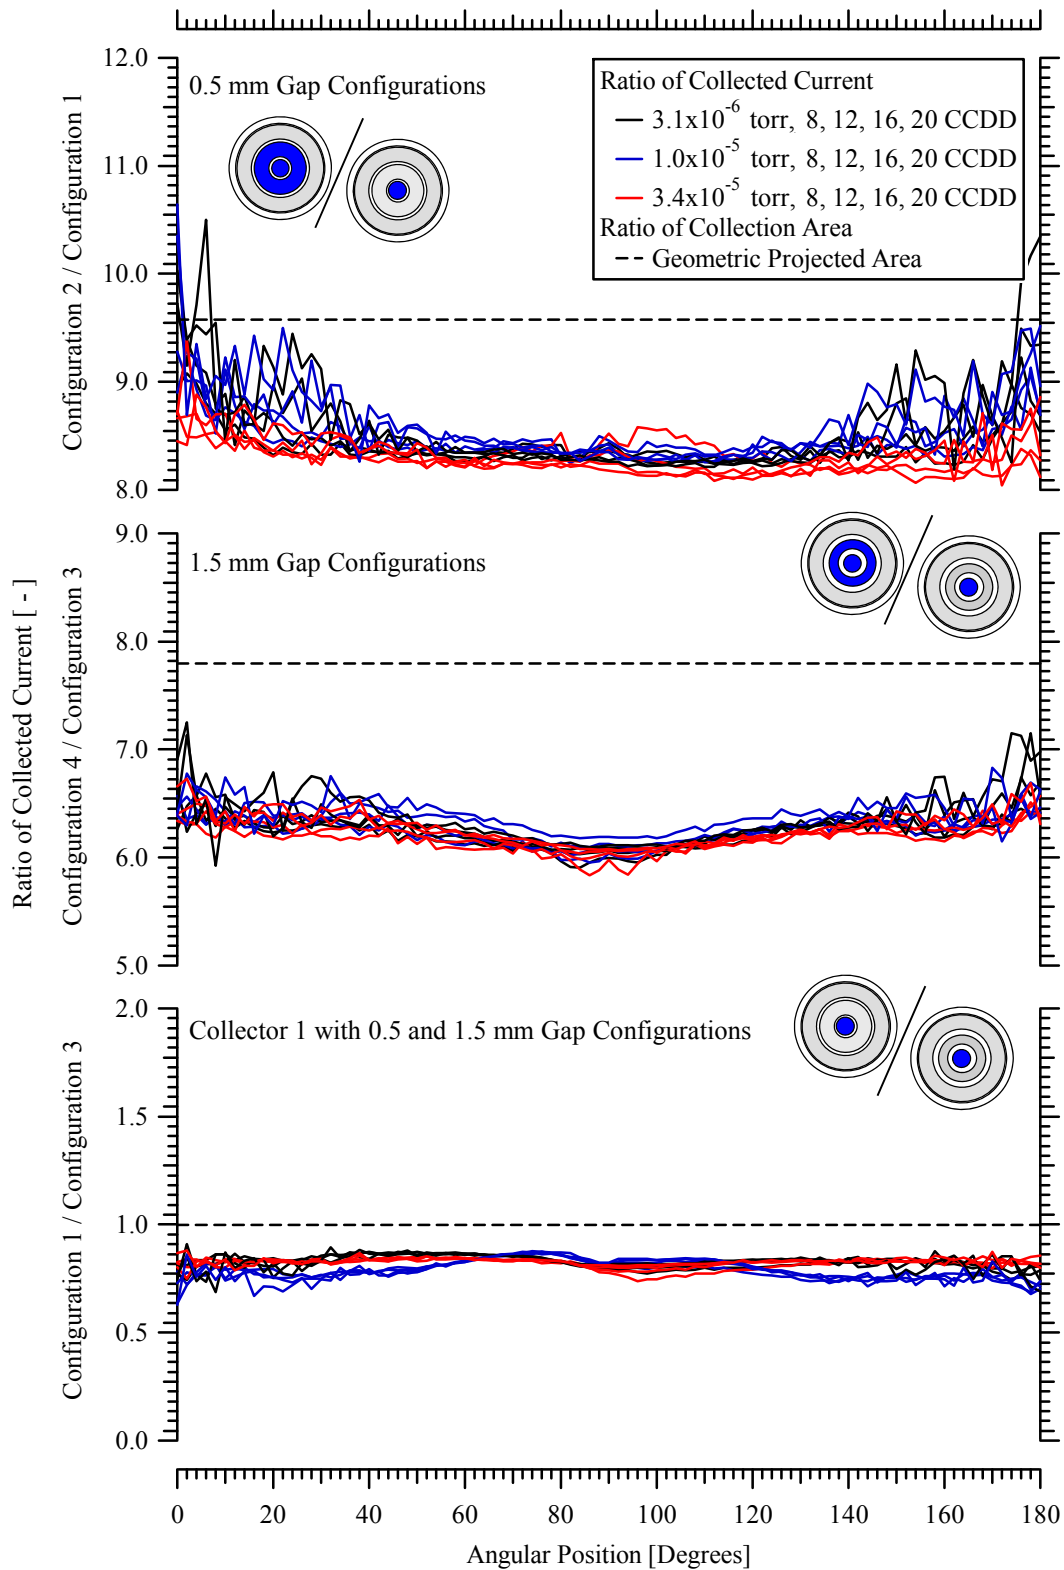 12.0
11.0
10.0
9.0
8.0
Configuration 2 / Configuration 1
0.5 mm Gap Configurations
Ratio of Collected Current
3.1x10^-6 torr, 8, 12, 16, 20 CCDD
1.0x10^-5 torr, 8, 12, 16, 20 CCDD
3.4x10^-5 torr, 8, 12, 16, 20 CCDD
Ratio of Collection Area
Geometric Projected Area
Ratio of Collected Current [ - ]
9.0
8.0
7.0
6.0
5.0
Configuration 4 / Configuration 3
1.5 mm Gap Configurations
2.0
1.5
1.0
0.5
0.0
Configuration 1 / Configuration 3
Collector 1 with 0.5 and 1.5 mm Gap Configurations
0 20 40 60 80 100 120 140 160 180
Angular Position [Degrees]